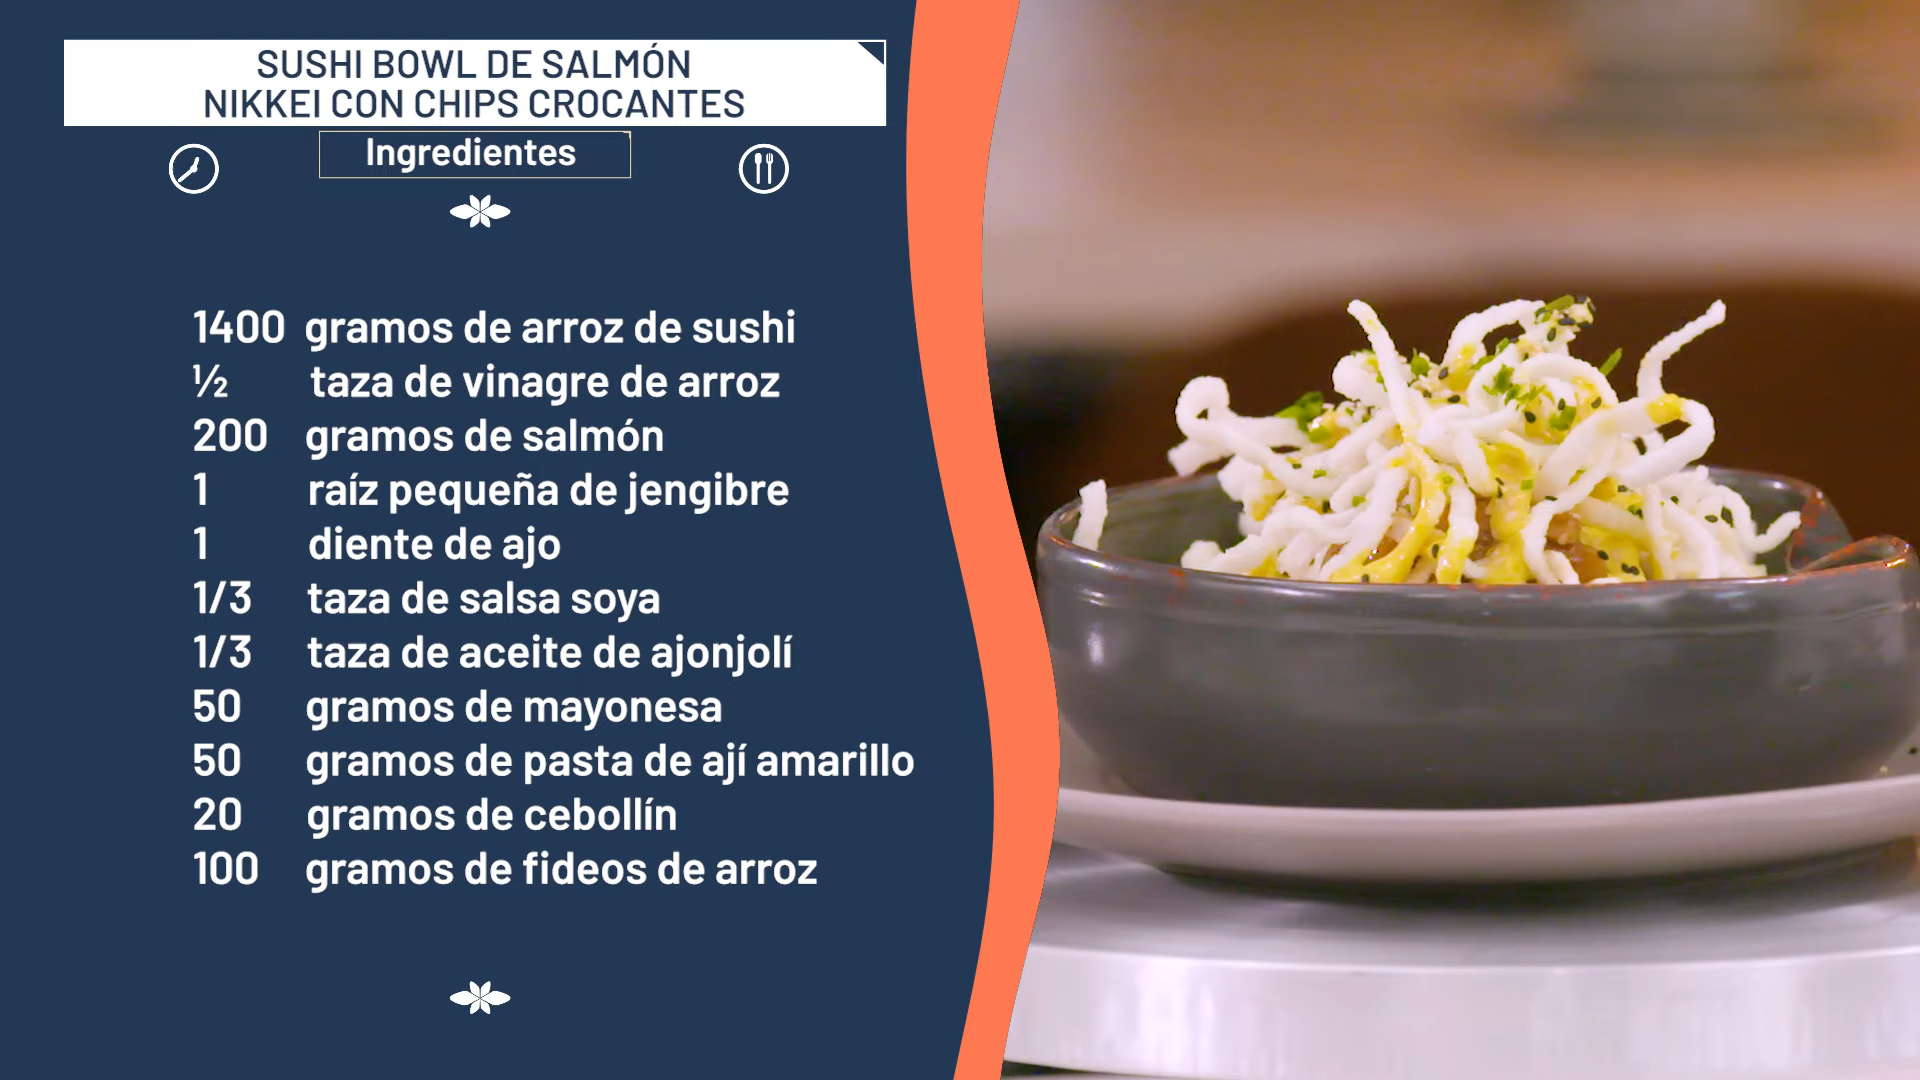 SUSHI BOWL DE SALMÓN
NIKKEI CON CHIPS CROCANTES
Ingredientes
1400 gramos de arroz de sushi
½ taza de vinagre de arroz
200 gramos de salmón
1 raíz pequeña de jengibre
1 diente de ajo
1/3 taza de salsa soya
1/3 taza de aceite de ajonjolí
50 gramos de mayonesa
50 gramos de pasta de ají amarillo
20 gramos de cebollín
100 gramos de fideos de arroz